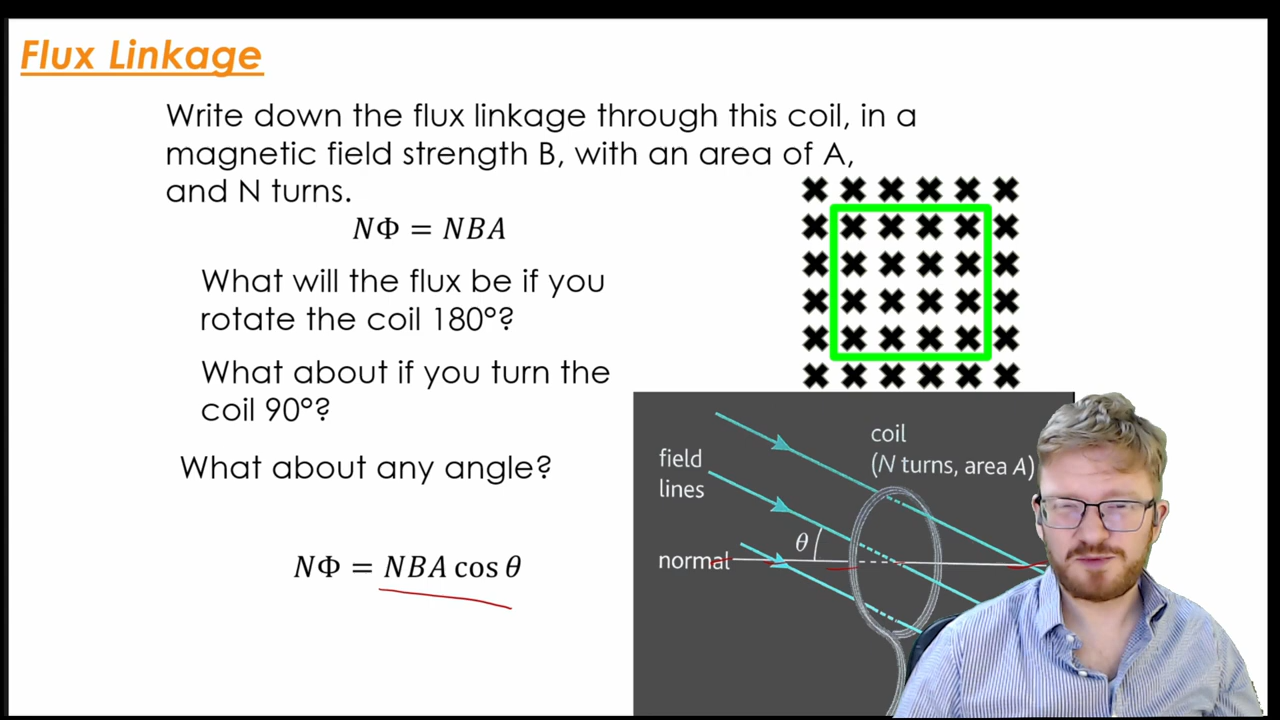 Flux Linkage
Write down the flux linkage through this coil, in a
magnetic field strength B, with an area of A,
and N turns.
NΦ = NBA
What will the flux be if you
rotate the coil 180°?
What about if you turn the
coil 90°?
What about any angle?
NΦ = NBA cos θ
coil
(N turns, area A)
field
lines
θ
normal